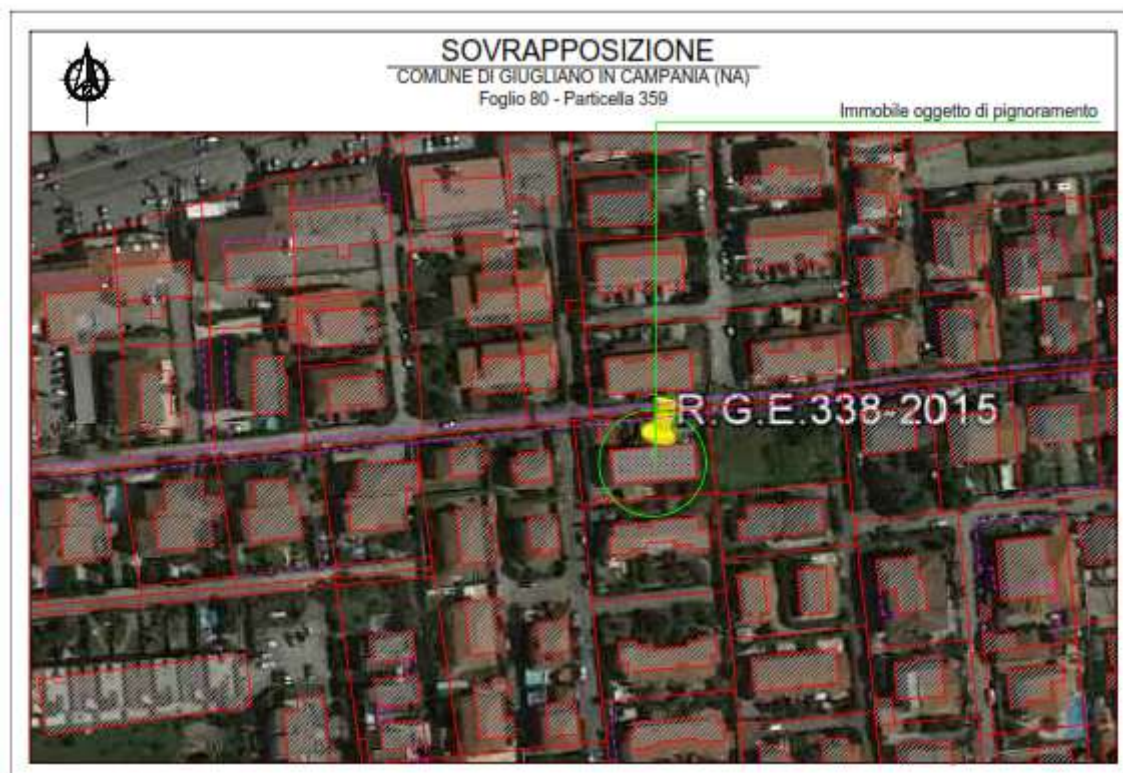 SOVRAPPOSIZIONE
COMUNE DI GIUGLIANO IN CAMPANIA (NA)
Foglio 80 - Particella 359
Immobile oggetto di pignoramento
R.G.E.338-2015